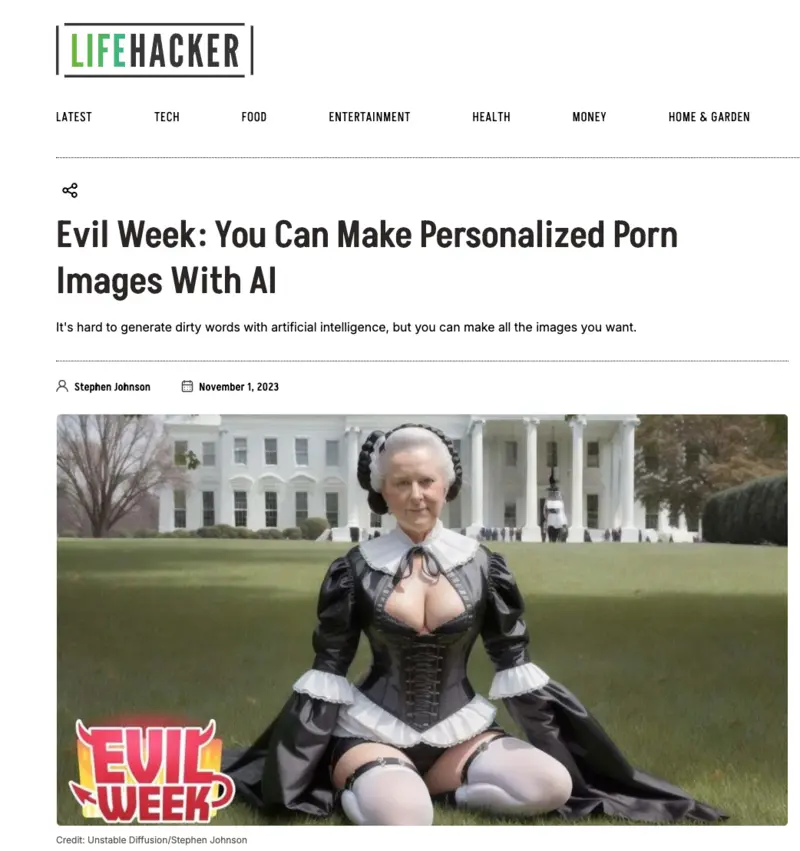 LIFEHACKER
LATEST TECH FOOD ENTERTAINMENT HEALTH MONEY HOME & GARDEN
Evil Week: You Can Make Personalized Porn
Images With AI
It's hard to generate dirty words with artificial intelligence, but you can make all the images you want.
Stephen Johnson November 1, 2023
EVIL
WEEK
Credit: Unstable Diffusion/Stephen Johnson